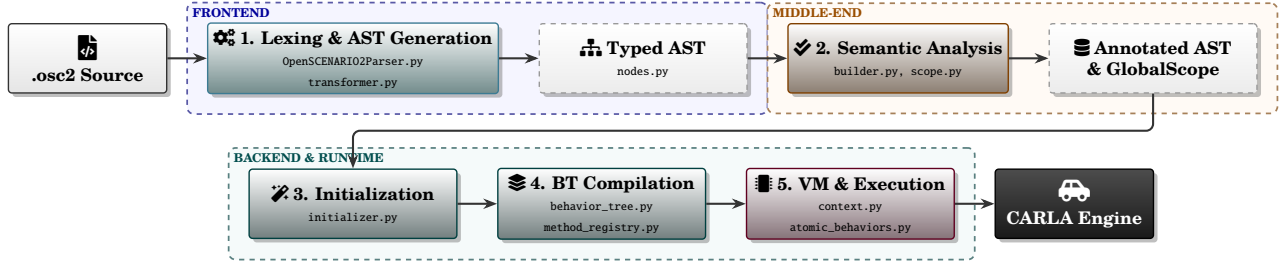 FRONTEND
MIDDLE-END
.osc2 Source
1. Lexing & AST Generation
OpenSCENARIO2Parser.py
transformer.py
Typed AST
nodes.py
2. Semantic Analysis
builder.py, scope.py
Annotated AST
& GlobalScope
BACKEND & RUNTIME
3. Initialization
initializer.py
4. BT Compilation
behavior_tree.py
method_registry.py
5. VM & Execution
context.py
atomic_behaviors.py
CARLA Engine